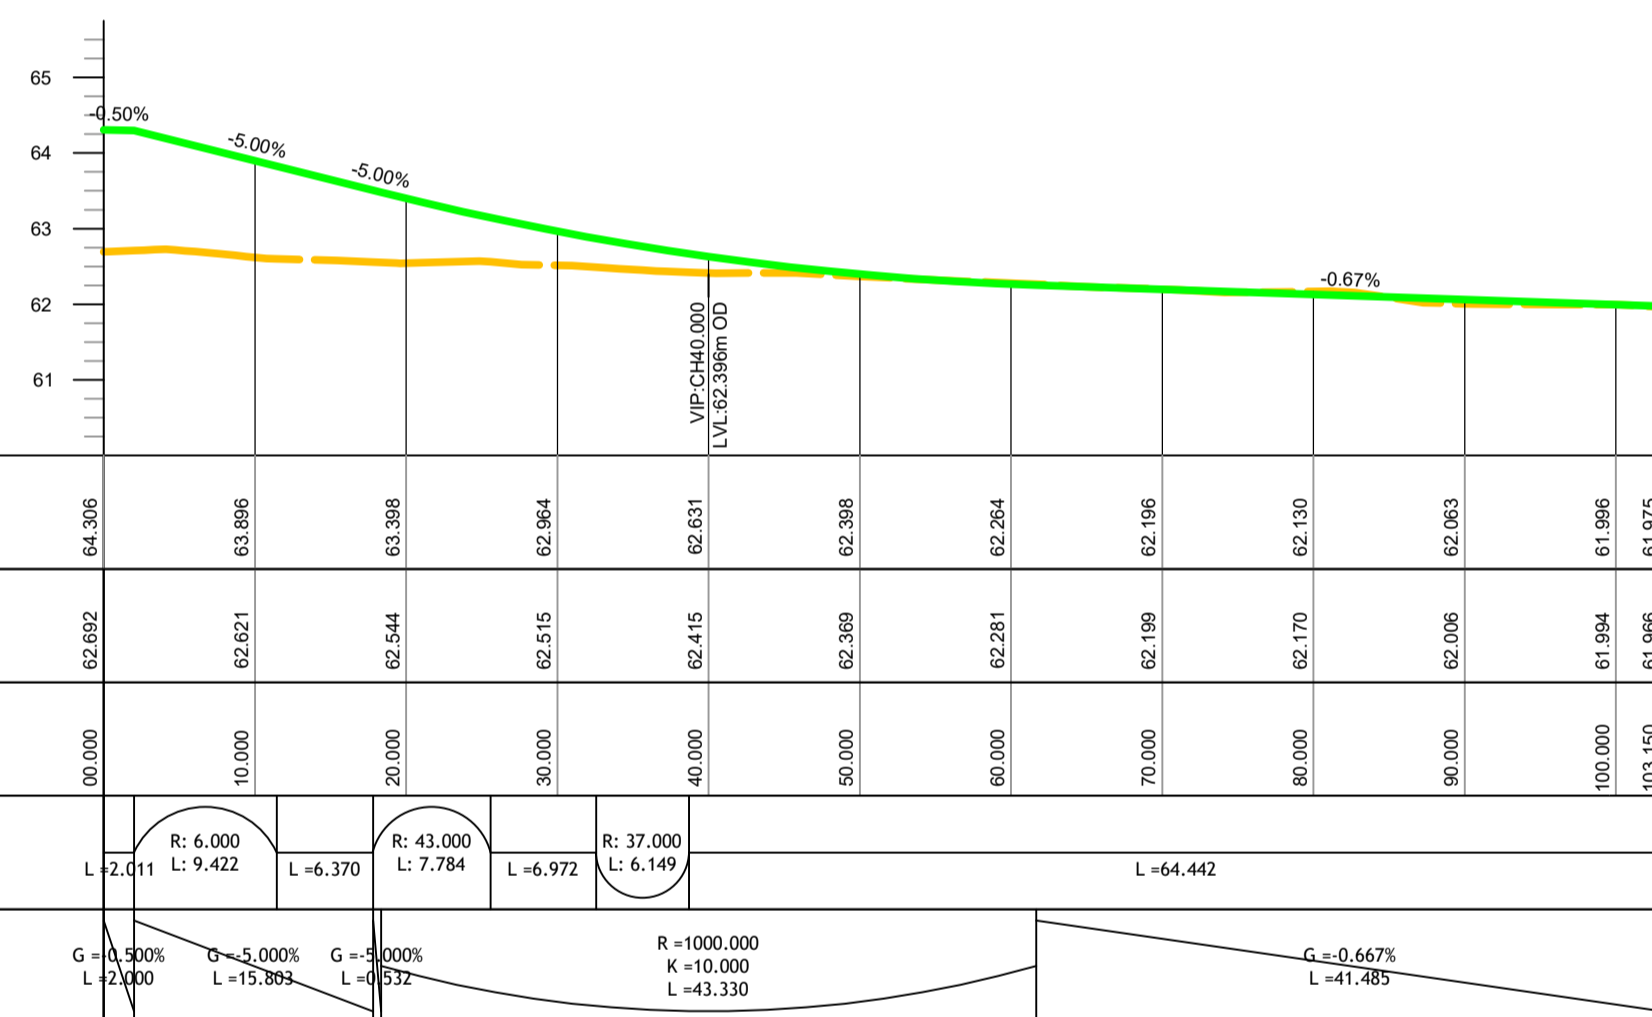 65
64
63
62
61
-0.50%
-5.00%
-5.00%
-0.67%
VIP:CH40.000
LVL:62.396m OD
64.306 63.896 63.398 62.964 62.631 62.398 62.264 62.196 62.130 62.063 61.996 61.975
62.692 62.621 62.544 62.515 62.415 62.369 62.281 62.199 62.170 62.006 61.994 61.966
00.000 10.000 20.000 30.000 40.000 50.000 60.000 70.000 80.000 90.000 100.000 103.150
L =2.011
R: 6.000
L: 9.422
L =6.370
R: 43.000
L: 7.784
L =6.972
R: 37.000
L: 6.149
L =64.442
G =-0.500%
L =2.000
G =-5.000%
L =15.803
G =-5.000%
L =0.532
R =1000.000
K =10.000
L =43.330
G =-0.667%
L =41.485